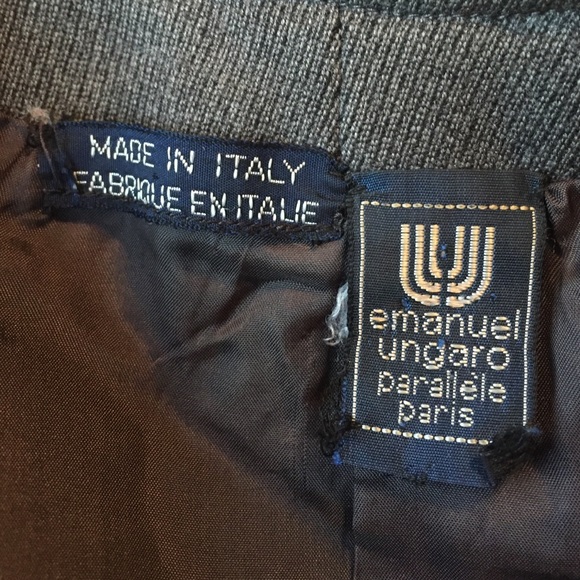 MADE IN ITALY
FABRIQUE EN ITALIE
emanuel
ungaro
parallèle
paris